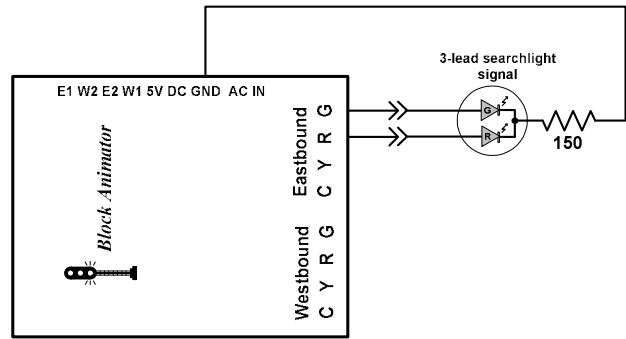 3-lead searchlight
signal
E1 W2 E2 W1 5V DC GND AC IN
G
R
150
Eastbound
C Y R G
Westbound
C Y R G
Block Animator